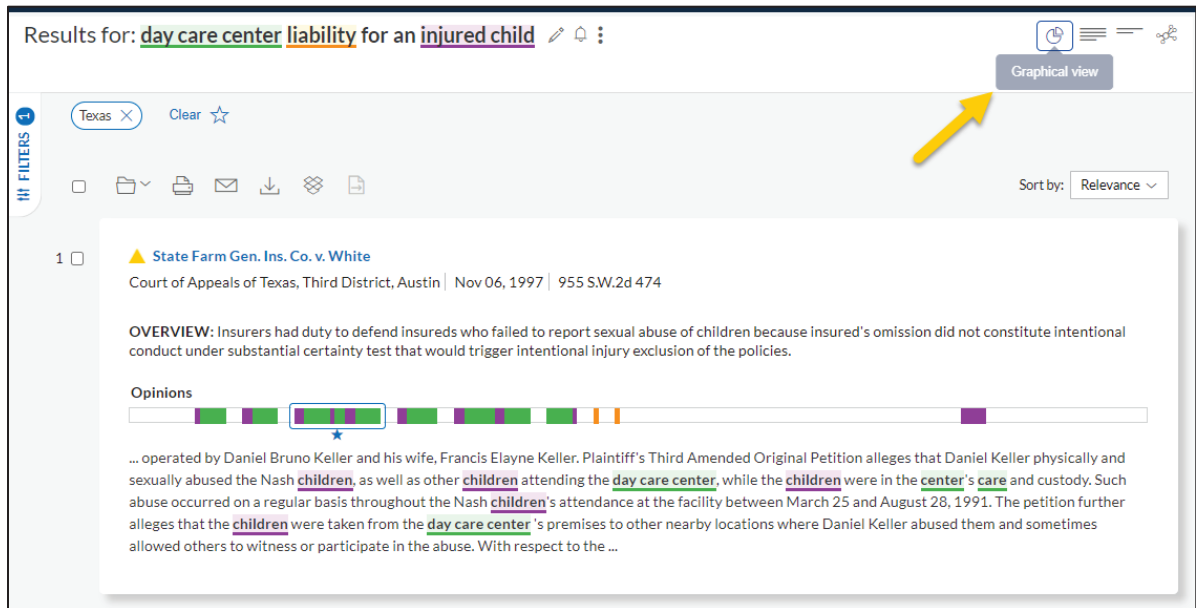 Results for: day care center liability for an injured child
Graphical view
FILTERS 1
Texas
Clear
Sort by: Relevance
1
State Farm Gen. Ins. Co. v. White
Court of Appeals of Texas, Third District, Austin | Nov 06, 1997 | 955 S.W.2d 474
OVERVIEW: Insurers had duty to defend insureds who failed to report sexual abuse of children because insured's omission did not constitute intentional
conduct under substantial certainty test that would trigger intentional injury exclusion of the policies.
Opinions
... operated by Daniel Bruno Keller and his wife, Francis Elayne Keller. Plaintiff's Third Amended Original Petition alleges that Daniel Keller physically and
sexually abused the Nash children, as well as other children attending the day care center, while the children were in the center's care and custody. Such
abuse occurred on a regular basis throughout the Nash children's attendance at the facility between March 25 and August 28, 1991. The petition further
alleges that the children were taken from the day care center 's premises to other nearby locations where Daniel Keller abused them and sometimes
allowed others to witness or participate in the abuse. With respect to the ...